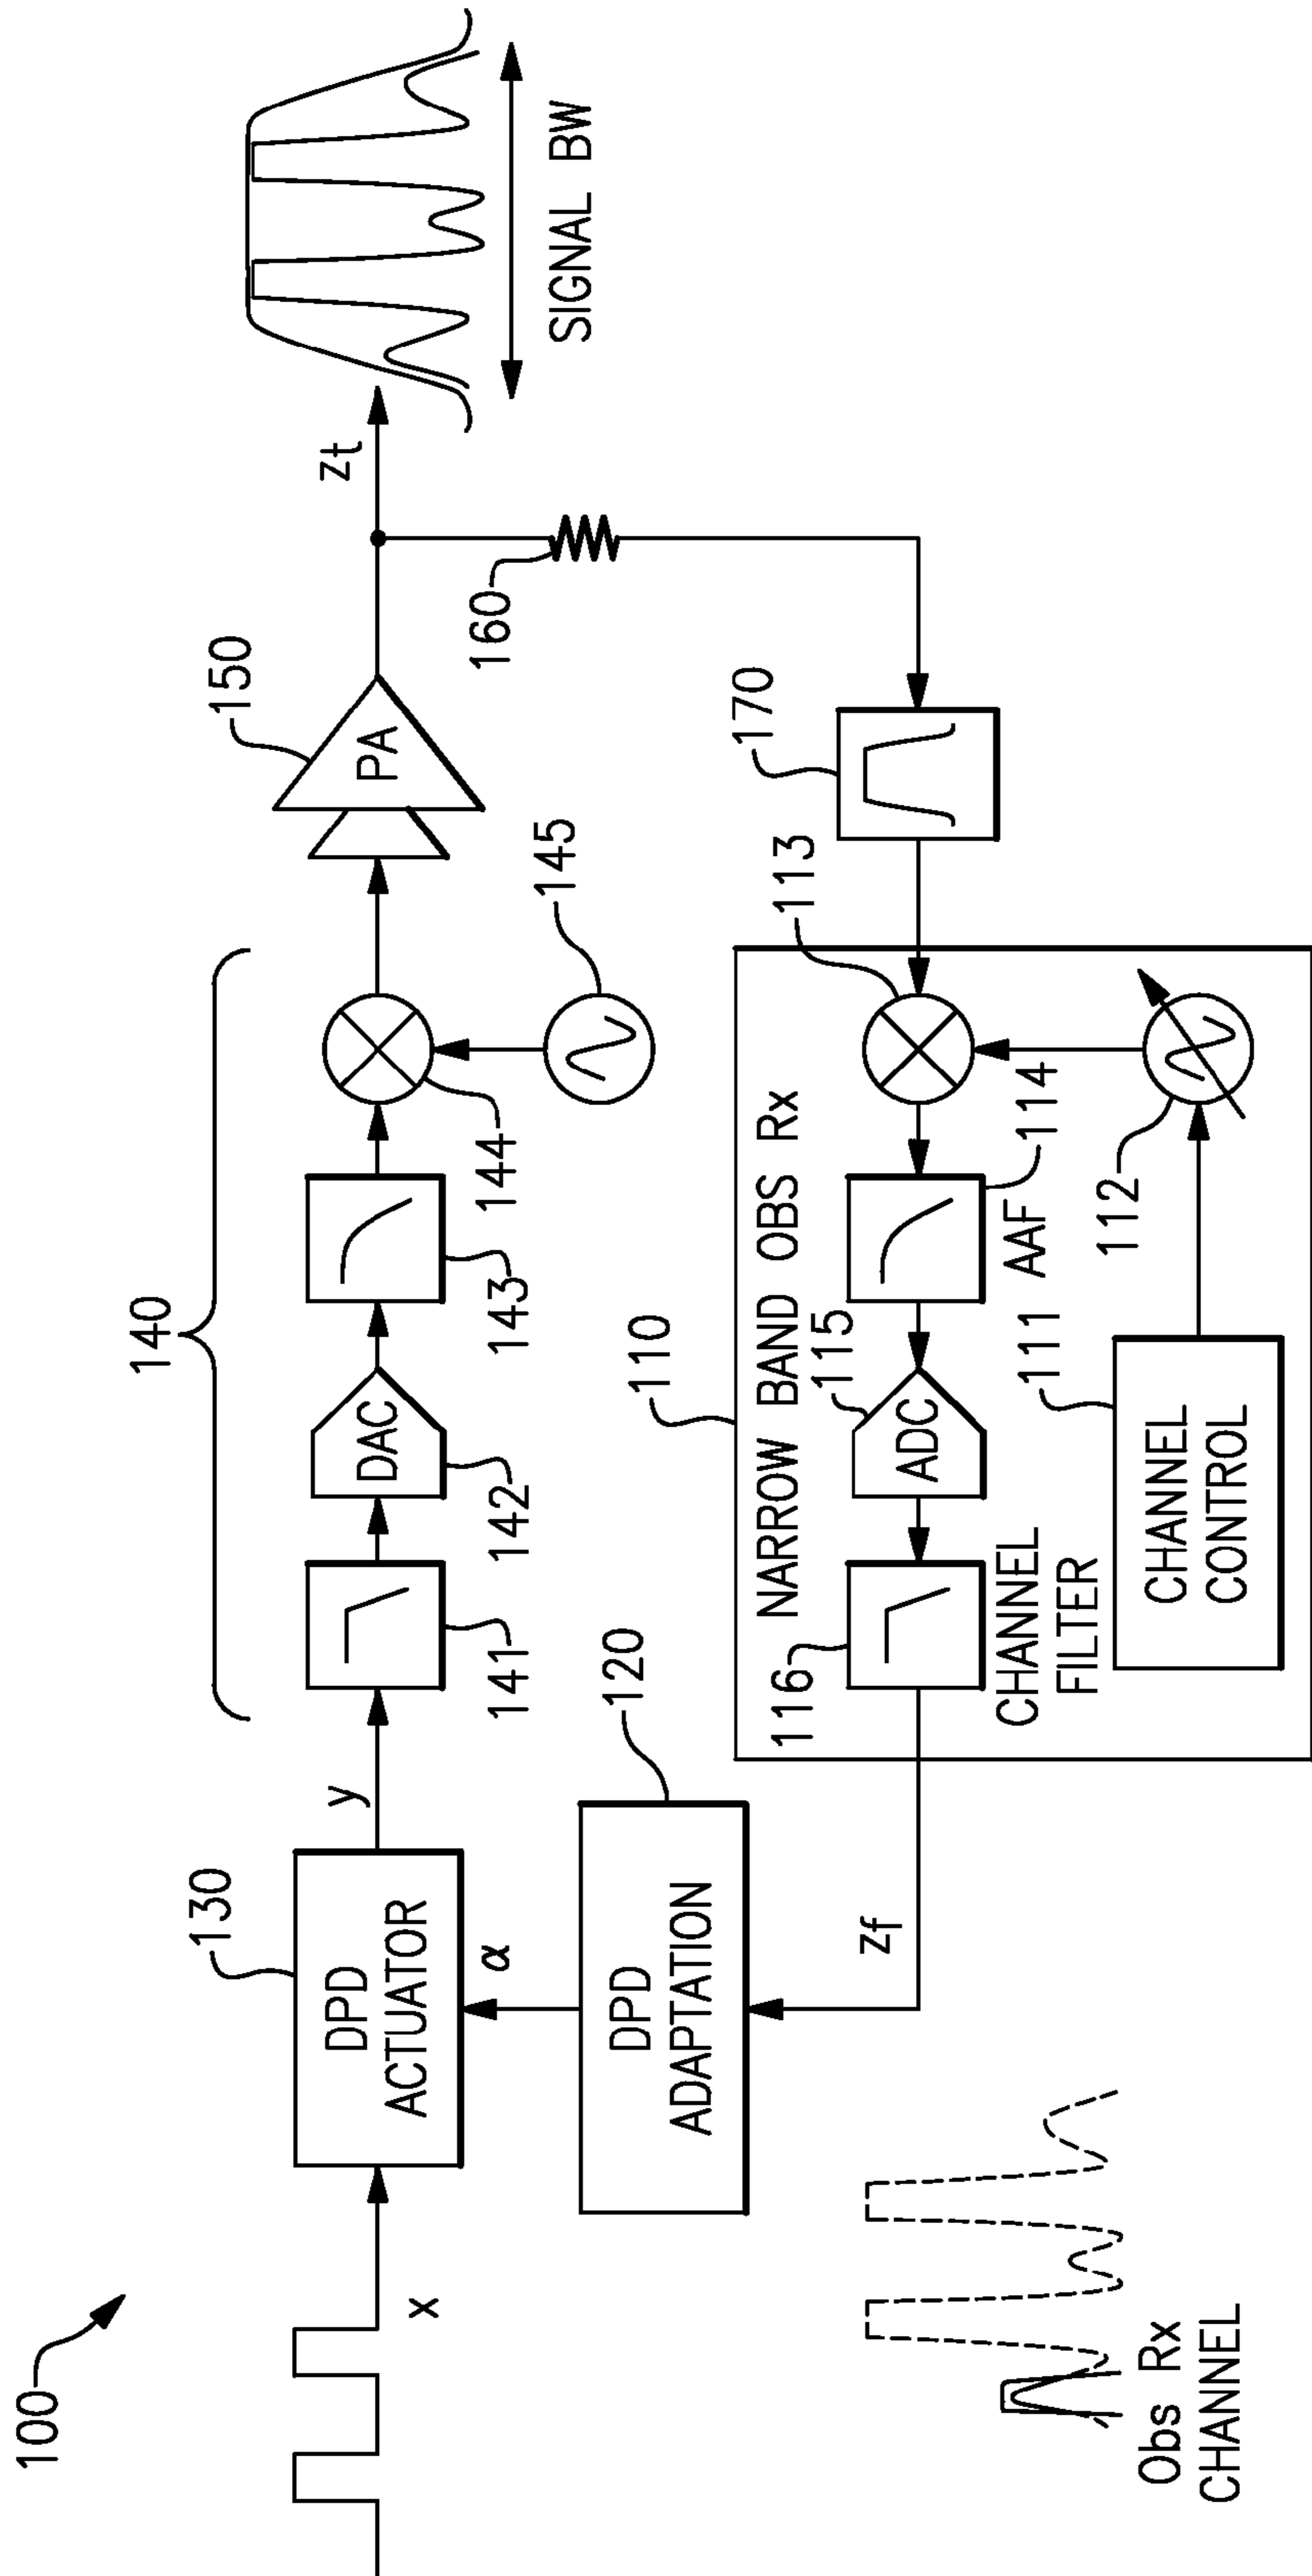 100
140
150
PA
zt
SIGNAL BW
130
DPD
ACTUATOR
x
y
α
141
DAC
142
143
144
145
160
170
120
DPD
ADAPTATION
zf
110
NARROW BAND OBS Rx
113
114
AAF
115
ADC
116
CHANNEL
FILTER
111
CHANNEL
CONTROL
112
Obs Rx
CHANNEL